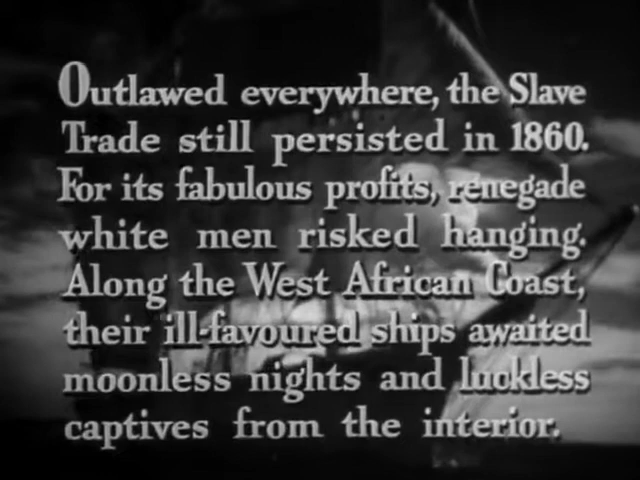 Outlawed everywhere, the Slave
Trade still persisted in 1860.
For its fabulous profits, renegade
white men risked hanging.
Along the West African Coast,
their ill-favoured ships awaited
moonless nights and luckless
captives from the interior.